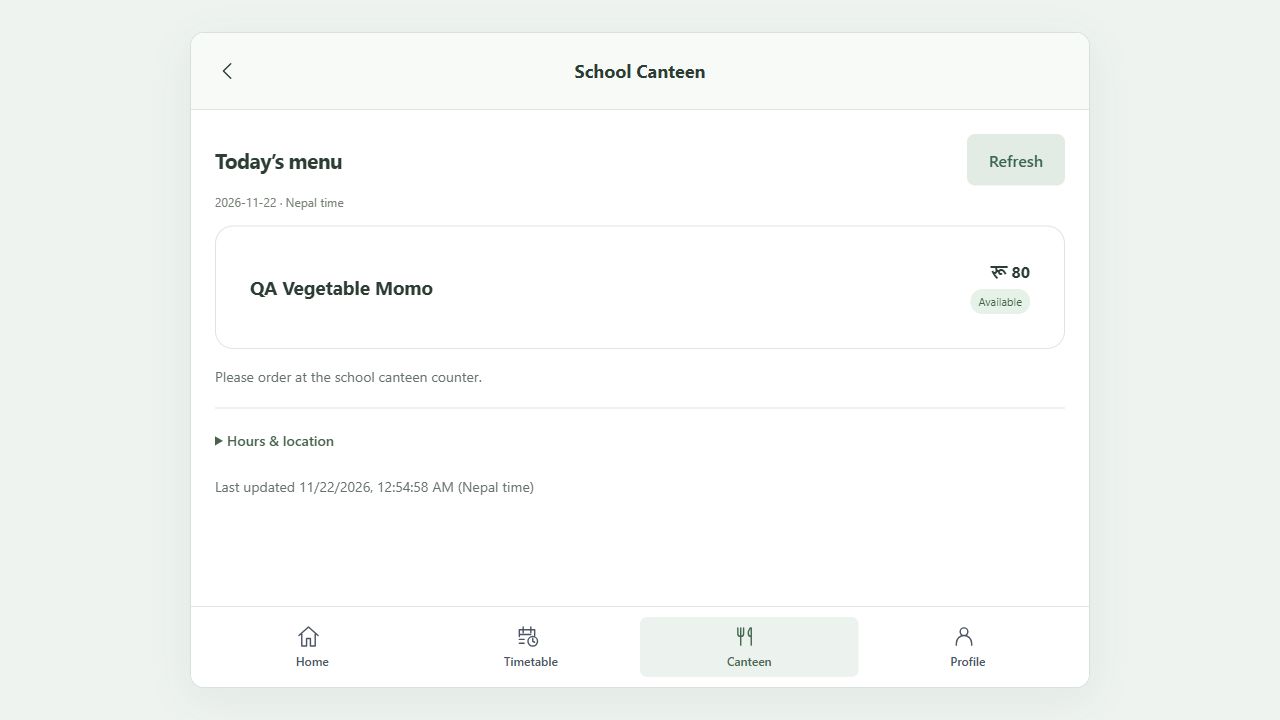 School Canteen
Today’s menu
Refresh
2026-11-22 · Nepal time
QA Vegetable Momo
रू 80
Available
Please order at the school canteen counter.
Hours & location
Last updated 11/22/2026, 12:54:58 AM (Nepal time)
Home
Timetable
Canteen
Profile